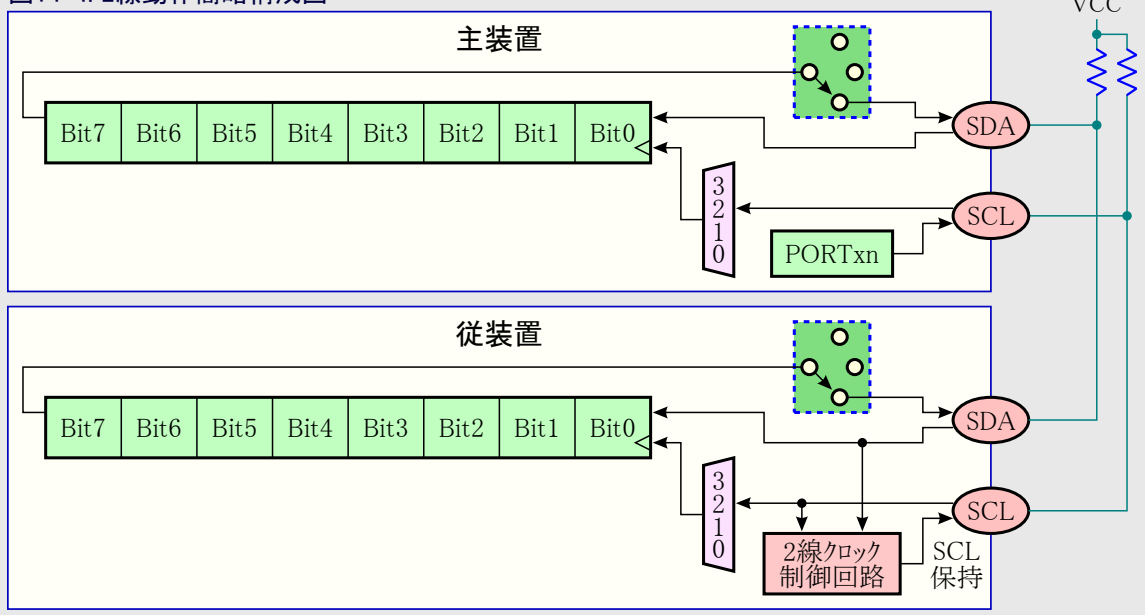 VCC
主装置
Bit7 Bit6 Bit5 Bit4 Bit3 Bit2 Bit1 Bit0
SDA
3
2
1
0
SCL
PORTxn
従装置
Bit7 Bit6 Bit5 Bit4 Bit3 Bit2 Bit1 Bit0
SDA
3
2
1
0
SCL
2線クロック
制御回路
SCL
保持